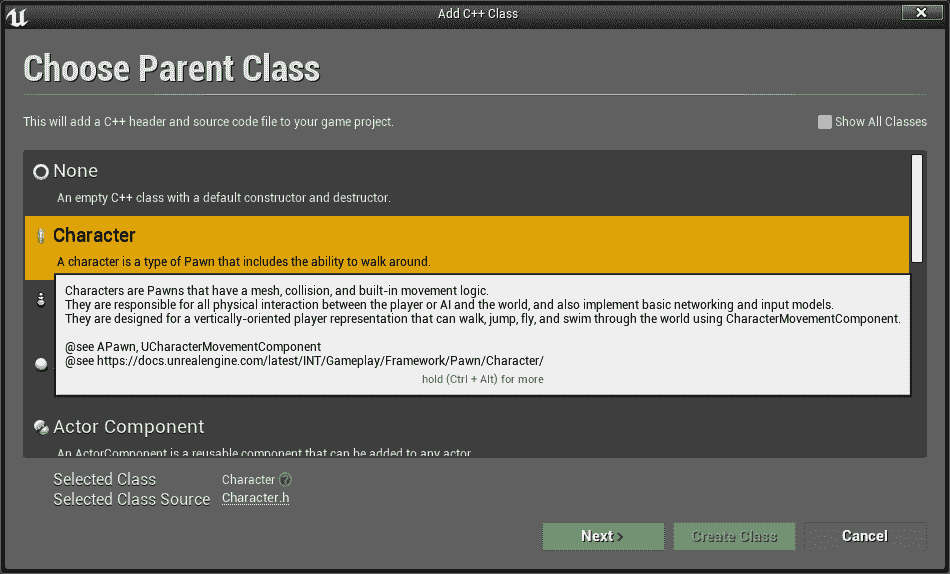 Add C++ Class
Choose Parent Class
This will add a C++ header and source code file to your game project.
Show All Classes
None
An empty C++ class with a default constructor and destructor.
Character
A character is a type of Pawn that includes the ability to walk around.
Characters are Pawns that have a mesh, collision, and built-in movement logic.
They are responsible for all physical interaction between the player or AI and the world, and also implement basic networking and input models.
They are designed for a vertically-oriented player representation that can walk, jump, fly, and swim through the world using CharacterMovementComponent.
@see APawn, UCharacterMovementComponent
@see https://docs.unrealengine.com/latest/INT/Gameplay/Framework/Pawn/Character/
hold (Ctrl + Alt) for more
Actor Component
An ActorComponent is a reusable component that can be added to any actor.
Selected Class Character
Selected Class Source Character.h
Next >
Create Class
Cancel